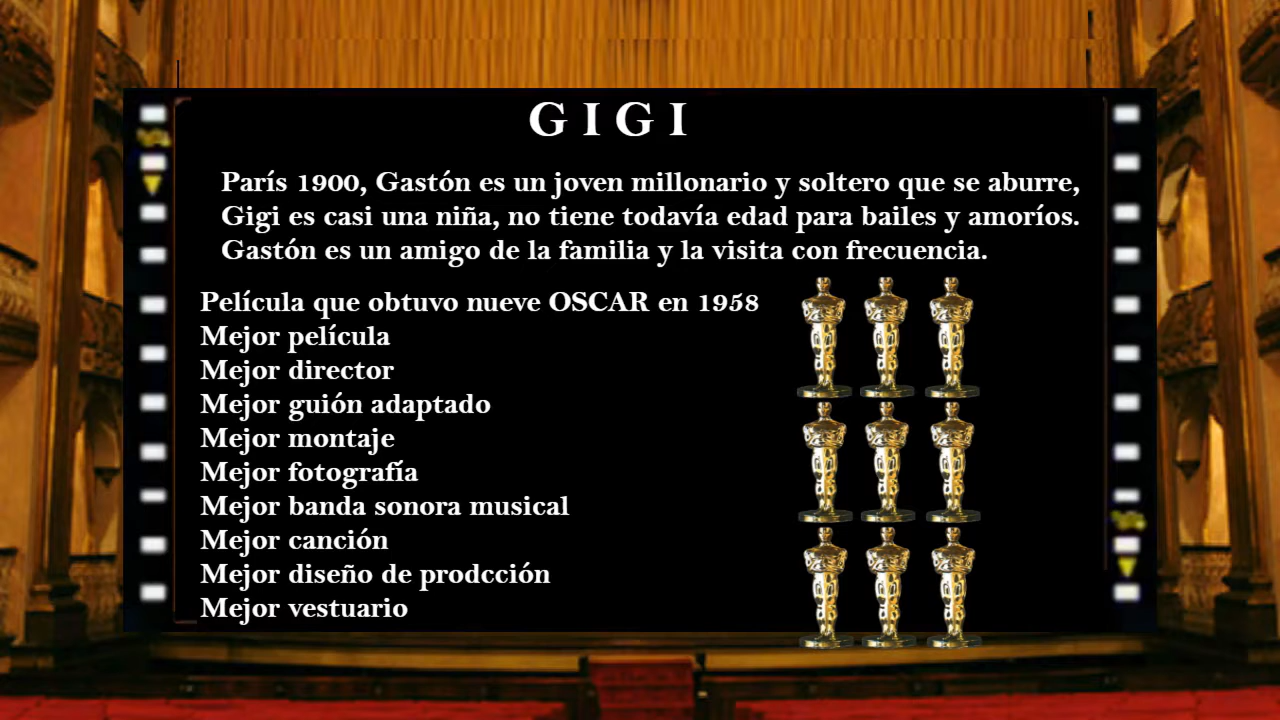 G I G I
París 1900, Gastón es un joven millonario y soltero que se aburre,
Gigi es casi una niña, no tiene todavía edad para bailes y amoríos.
Gastón es un amigo de la familia y la visita con frecuencia.
Película que obtuvo nueve OSCAR en 1958
Mejor película
Mejor director
Mejor guión adaptado
Mejor montaje
Mejor fotografía
Mejor banda sonora musical
Mejor canción
Mejor diseño de prodcción
Mejor vestuario